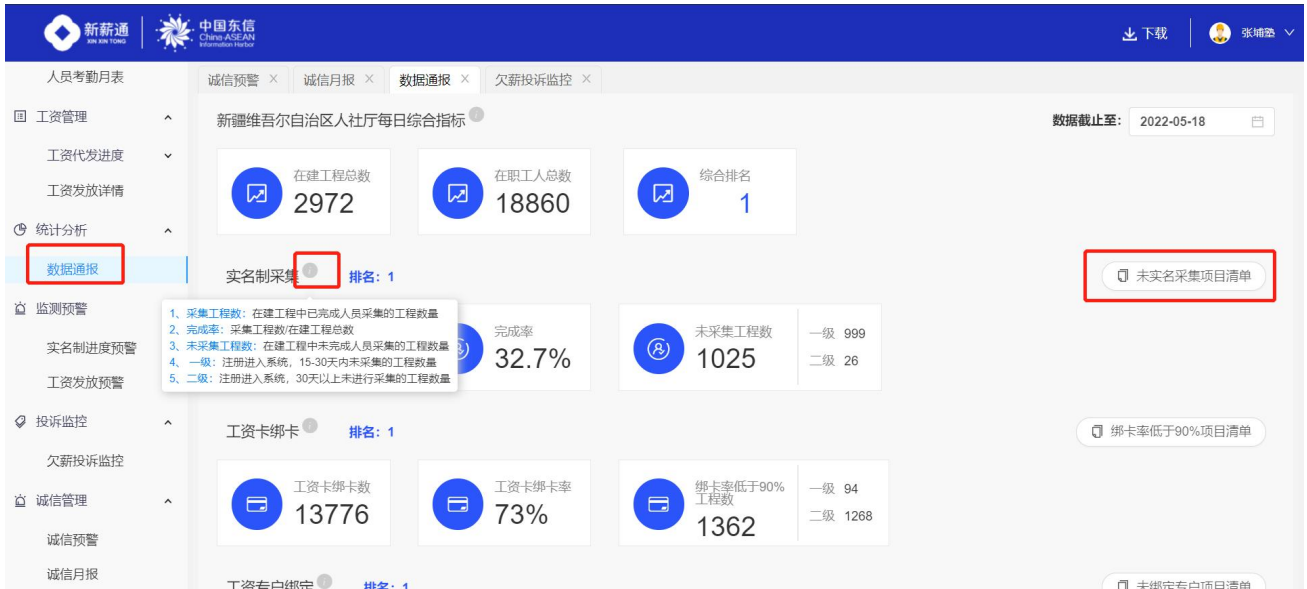 新薪通
XIN XIN TONG
中国东信
China-ASEAN
Information Harbor
下载
人员考勤月表
诚信预警 ×
诚信月报 ×
数据通报 ×
欠薪投诉监控 ×
工资管理
工资代发进度
工资发放详情
统计分析
数据通报
监测预警
实名制进度预警
工资发放预警
投诉监控
欠薪投诉监控
诚信管理
诚信预警
诚信月报
新疆维吾尔自治区人社厅每日综合指标
数据截止至: 2022-05-18
在建工程总数
2972
在职工人总数
18860
综合排名
1
实名制采集
排名: 1
未实名采集项目清单
1、采集工程数: 在建工程中已完成人员采集的工程数量
2、完成率: 采集工程数/在建工程总数
3、未采集工程数: 在建工程中未完成人员采集的工程数量
4、 一级: 注册进入系统, 15-30天内未采集的工程数量
5、二级: 注册进入系统, 30天以上未进行采集的工程数量
完成率
32.7%
未采集工程数
1025
一级 999
二级 26
工资卡绑卡
排名: 1
绑卡率低于90%项目清单
工资卡绑卡数
13776
工资卡绑卡率
73%
绑卡率低于90%
工程数
1362
一级 94
二级 1268
工资专户绑定
排名: 1
未绑定专户项目清单